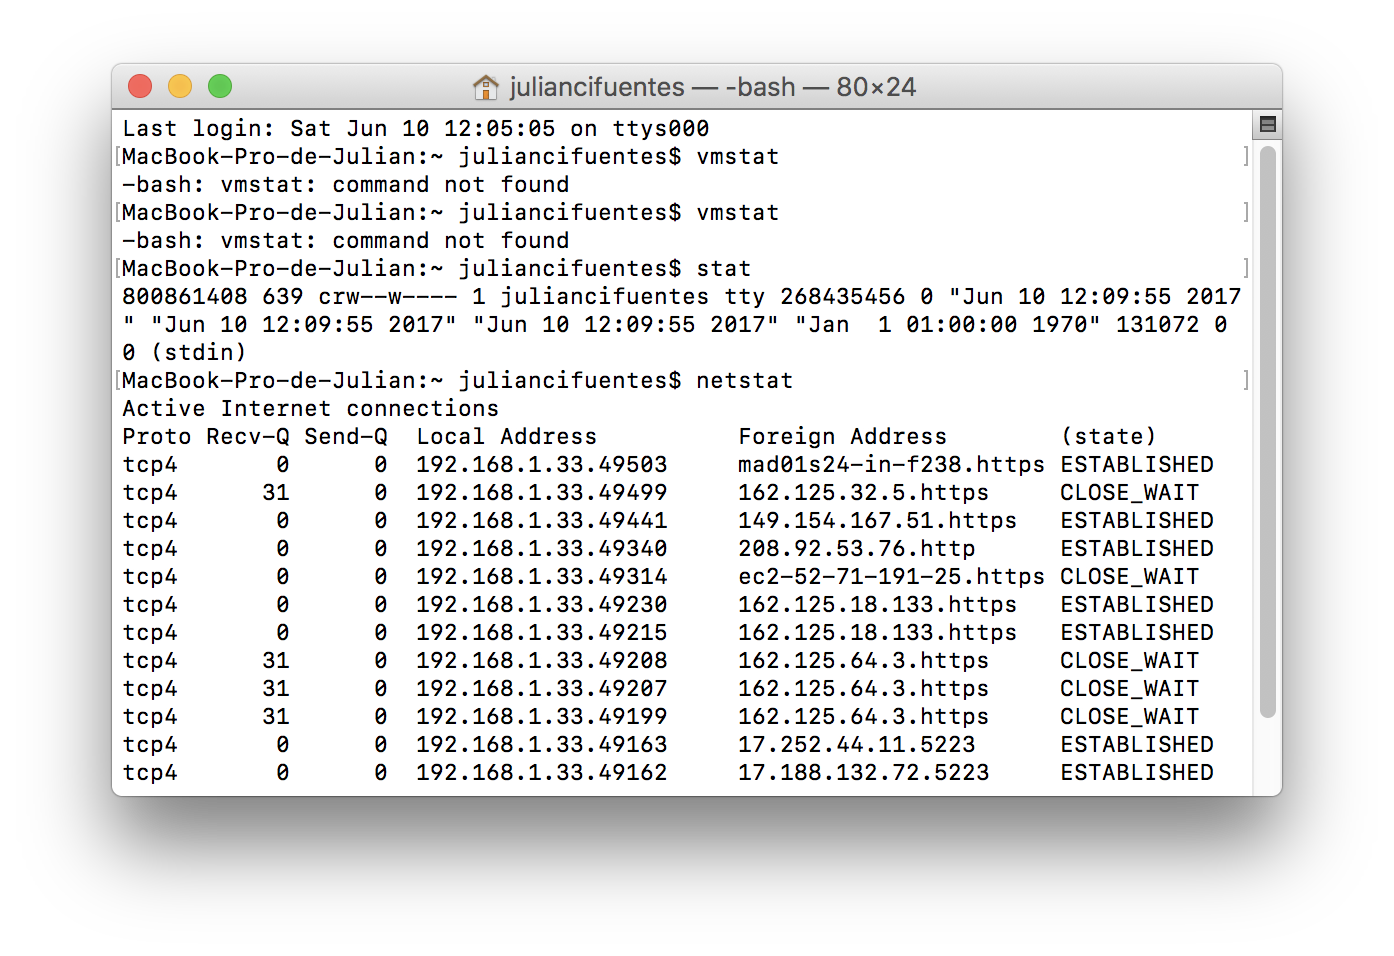 juliancifuentes — -bash — 80×24
Last login: Sat Jun 10 12:05:05 on ttys000
[MacBook-Pro-de-Julian:~ juliancifuentes$ vmstat ]
-bash: vmstat: command not found
[MacBook-Pro-de-Julian:~ juliancifuentes$ vmstat ]
-bash: vmstat: command not found
[MacBook-Pro-de-Julian:~ juliancifuentes$ stat ]
800861408 639 crw--w---- 1 juliancifuentes tty 268435456 0 "Jun 10 12:09:55 2017
" "Jun 10 12:09:55 2017" "Jun 10 12:09:55 2017" "Jan  1 01:00:00 1970" 131072 0
0 (stdin)
[MacBook-Pro-de-Julian:~ juliancifuentes$ netstat ]
Active Internet connections
Proto Recv-Q Send-Q  Local Address          Foreign Address        (state)
tcp4       0      0  192.168.1.33.49503     mad01s24-in-f238.https ESTABLISHED
tcp4      31      0  192.168.1.33.49499     162.125.32.5.https     CLOSE_WAIT
tcp4       0      0  192.168.1.33.49441     149.154.167.51.https   ESTABLISHED
tcp4       0      0  192.168.1.33.49340     208.92.53.76.http      ESTABLISHED
tcp4       0      0  192.168.1.33.49314     ec2-52-71-191-25.https CLOSE_WAIT
tcp4       0      0  192.168.1.33.49230     162.125.18.133.https   ESTABLISHED
tcp4       0      0  192.168.1.33.49215     162.125.18.133.https   ESTABLISHED
tcp4      31      0  192.168.1.33.49208     162.125.64.3.https     CLOSE_WAIT
tcp4      31      0  192.168.1.33.49207     162.125.64.3.https     CLOSE_WAIT
tcp4      31      0  192.168.1.33.49199     162.125.64.3.https     CLOSE_WAIT
tcp4       0      0  192.168.1.33.49163     17.252.44.11.5223      ESTABLISHED
tcp4       0      0  192.168.1.33.49162     17.188.132.72.5223     ESTABLISHED